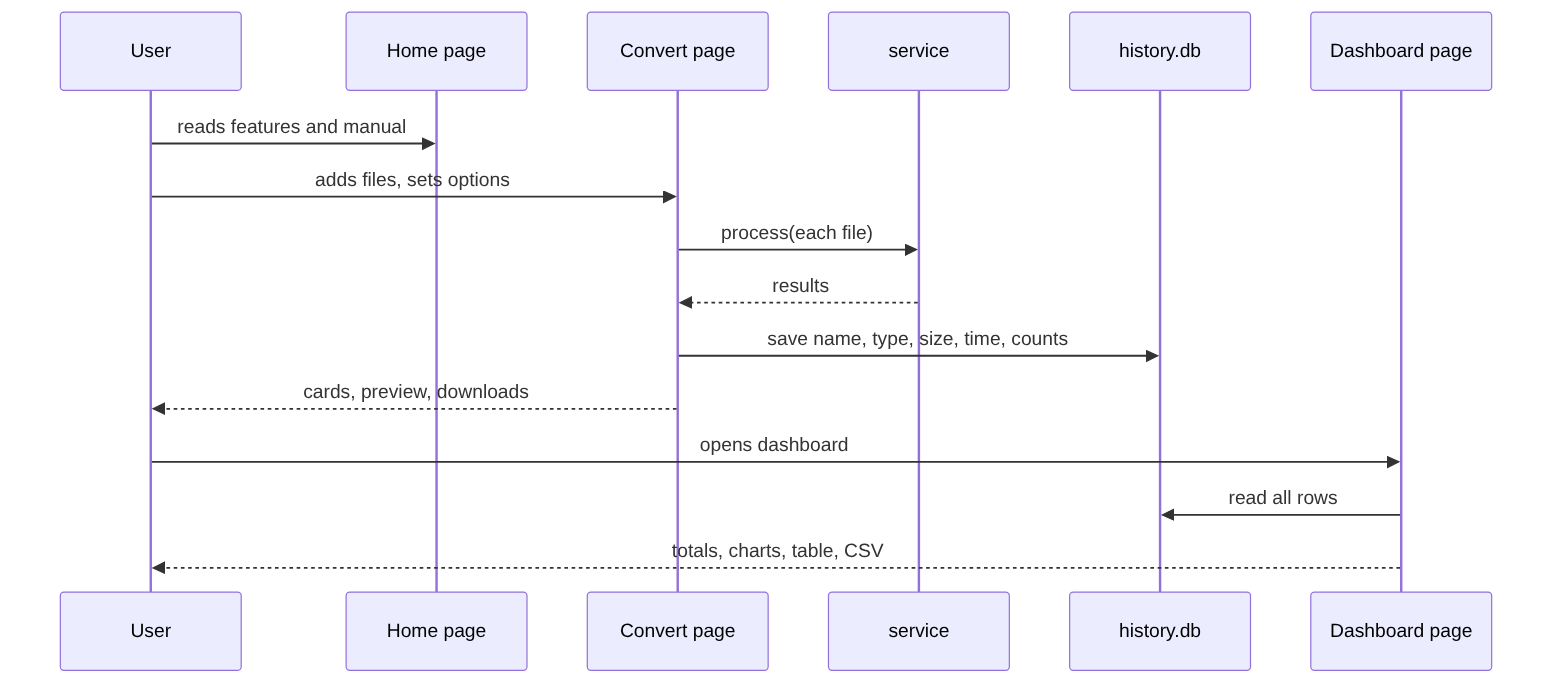 User
Home page
Convert page
service
history.db
Dashboard page
reads features and manual
adds files, sets options
process(each file)
results
save name, type, size, time, counts
cards, preview, downloads
opens dashboard
read all rows
totals, charts, table, CSV
User
Home page
Convert page
service
history.db
Dashboard page